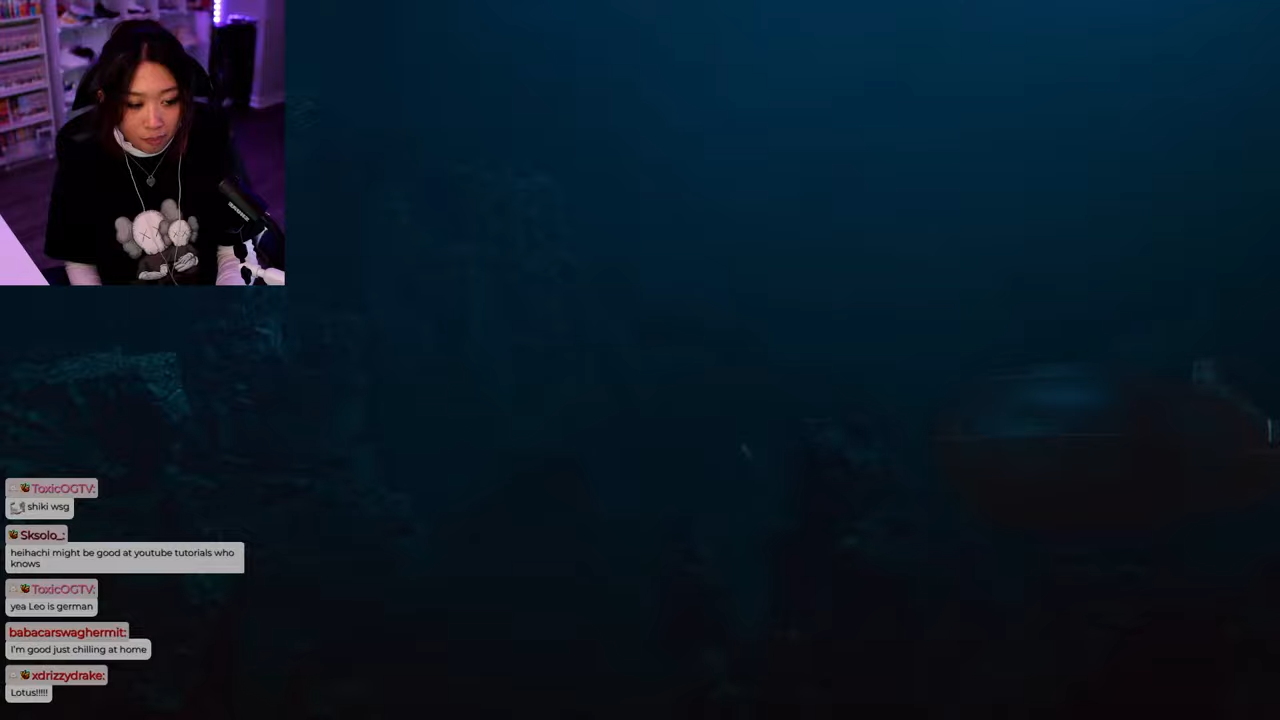 ToxicOGTV:
shiki wsg
Sksolo_:
heihachi might be good at youtube tutorials who
knows
ToxicOGTV:
yea Leo is german
babacarswaghermit:
I'm good just chilling at home
xdrizzydrake:
Lotus!!!!!